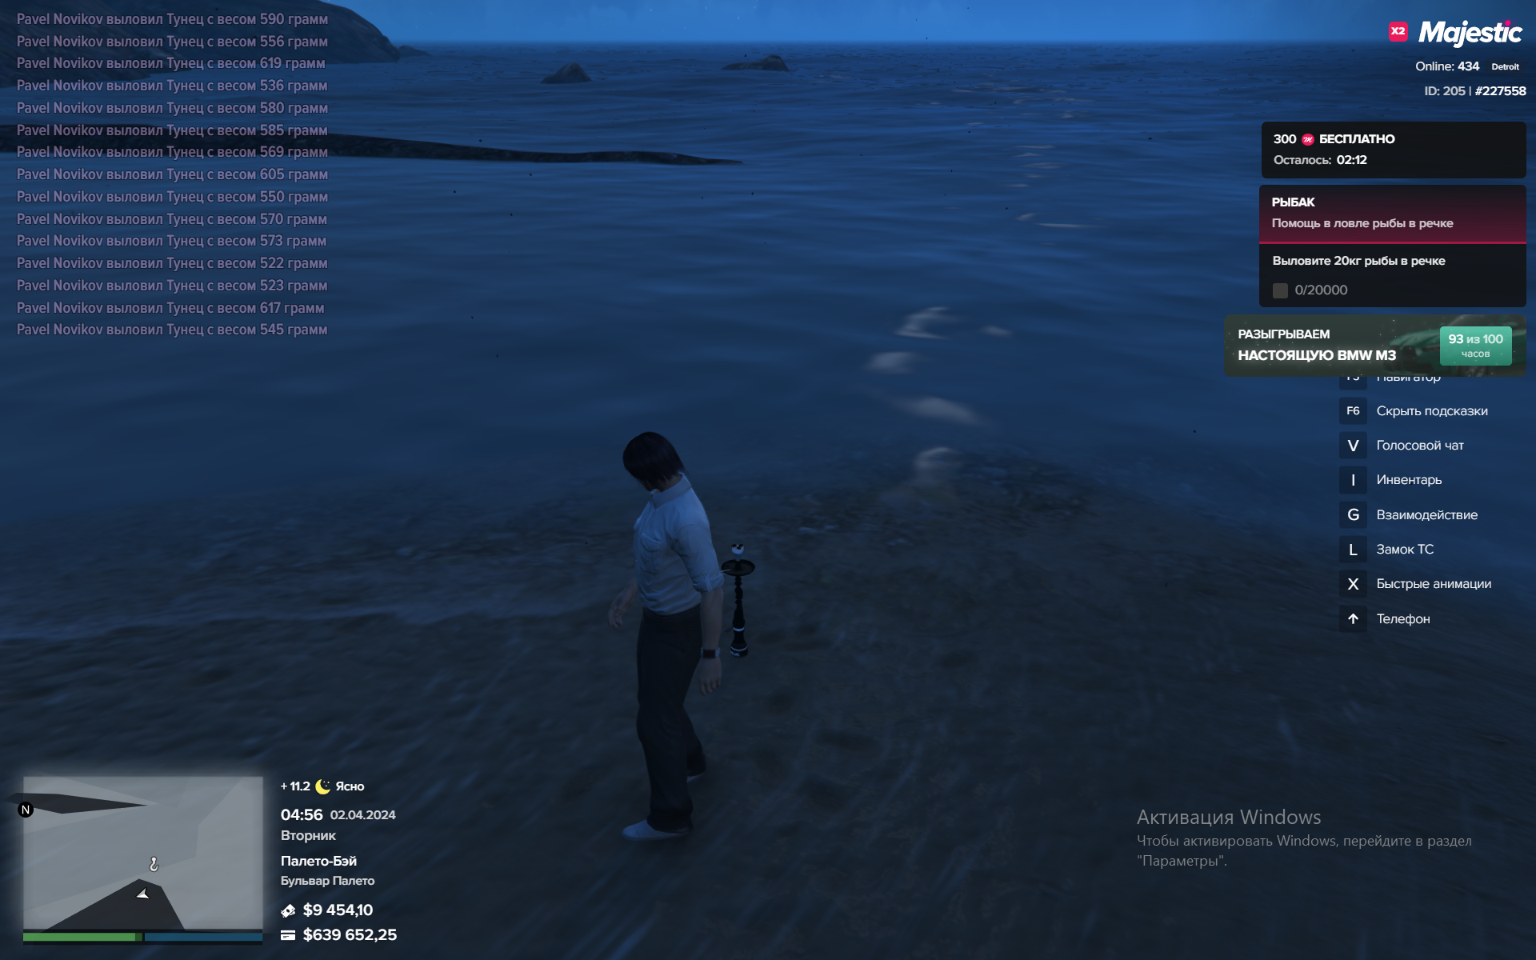 Pavel Novikov выловил Тунец с весом 590 грамм
Pavel Novikov выловил Тунец с весом 556 грамм
Pavel Novikov выловил Тунец с весом 619 грамм
Pavel Novikov выловил Тунец с весом 536 грамм
Pavel Novikov выловил Тунец с весом 580 грамм
Pavel Novikov выловил Тунец с весом 585 грамм
Pavel Novikov выловил Тунец с весом 569 грамм
Pavel Novikov выловил Тунец с весом 605 грамм
Pavel Novikov выловил Тунец с весом 550 грамм
Pavel Novikov выловил Тунец с весом 570 грамм
Pavel Novikov выловил Тунец с весом 573 грамм
Pavel Novikov выловил Тунец с весом 522 грамм
Pavel Novikov выловил Тунец с весом 523 грамм
Pavel Novikov выловил Тунец с весом 617 грамм
Pavel Novikov выловил Тунец с весом 545 грамм
X2 Majestic
Online: 434 Detroit
ID: 205 | #227558
300 БЕСПЛАТНО
Осталось: 02:12
РЫБАК
Помощь в ловле рыбы в речке
Выловите 20кг рыбы в речке
0/20000
РАЗЫГРЫВАЕМ
НАСТОЯЩУЮ BMW M3
93 из 100
часов
Навигатор
F6 Скрыть подсказки
V Голосовой чат
I Инвентарь
G Взаимодействие
L Замок ТС
X Быстрые анимации
Телефон
N
+11.2 Ясно
04:56 02.04.2024
Вторник
Палето-Бэй
Бульвар Палето
$9 454,10
$639 652,25
Активация Windows
Чтобы активировать Windows, перейдите в раздел
"Параметры".